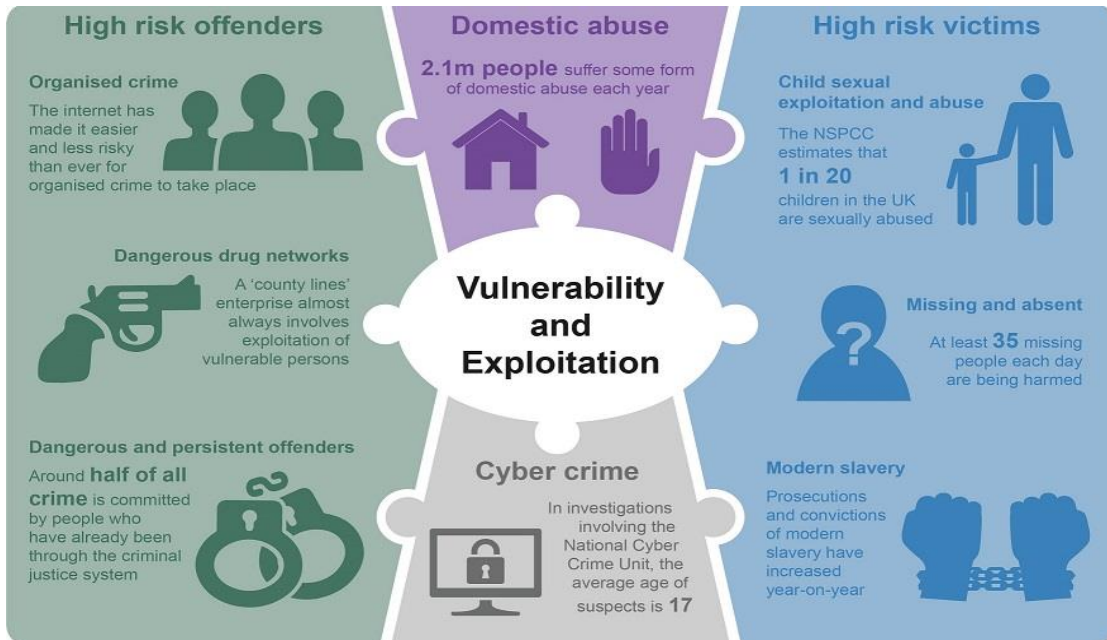 High risk offenders
Organised crime
The internet has
made it easier
and less risky
than ever for
organised crime to take place
Dangerous drug networks
A ‘county lines’
enterprise almost
always involves
exploitation of
vulnerable persons
Dangerous and persistent offenders
Around half of all
crime is committed
by people who
have already been
through the criminal
justice system
Domestic abuse
2.1m people suffer some form
of domestic abuse each year
Vulnerability
and
Exploitation
Cyber crime
In investigations
involving the
National Cyber
Crime Unit, the
average age of
suspects is 17
High risk victims
Child sexual
exploitation and abuse
The NSPCC
estimates that
1 in 20
children in the UK
are sexually abused
?
Missing and absent
At least 35 missing
people each day
are being harmed
Modern slavery
Prosecutions
and convictions
of modern
slavery have
increased
year-on-year